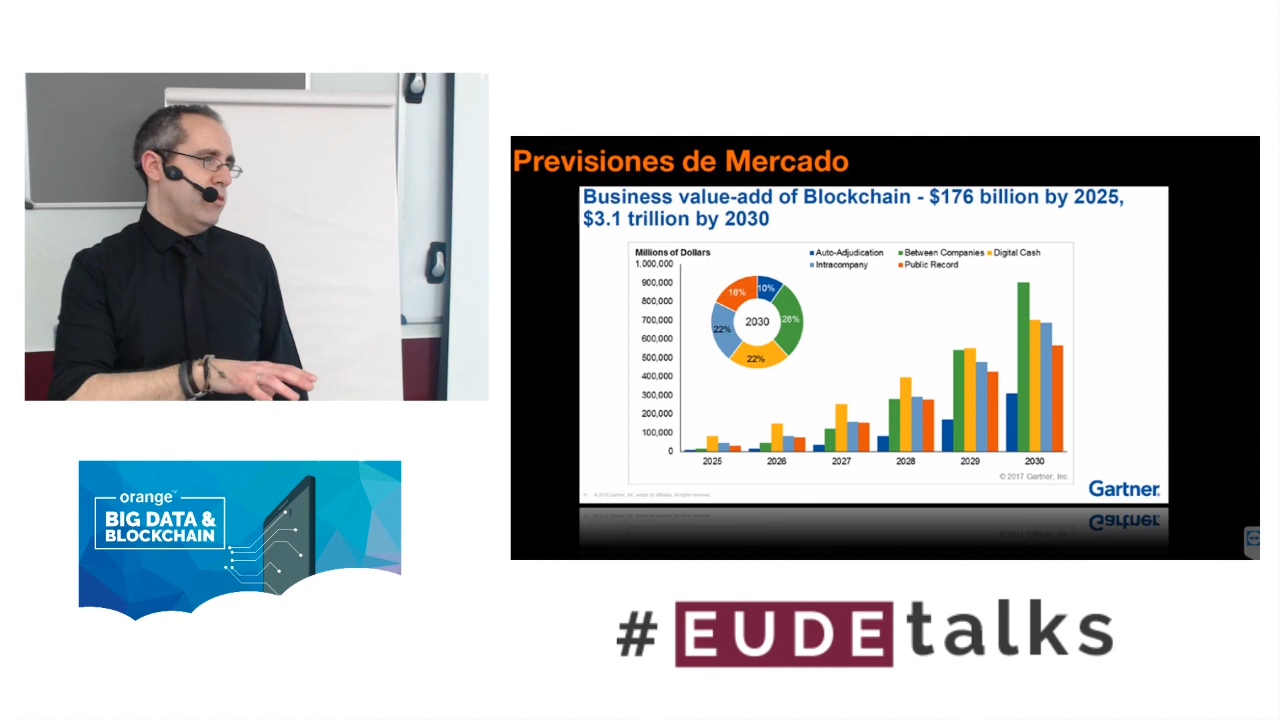 Previsiones de Mercado
Business value-add of Blockchain - $176 billion by 2025,
$3.1 trillion by 2030
Millions of Dollars
Auto-Adjudication
Between Companies
Digital Cash
Intracompany
Public Record
1,000,000
900,000
800,000
700,000
600,000
500,000
400,000
300,000
200,000
100,000
0
18%
10%
28%
22%
22%
2030
2025
2026
2027
2028
2029
2030
© 2017 Gartner, Inc.
Gartner
orange™
BIG DATA &
BLOCKCHAIN
# EUDE talks